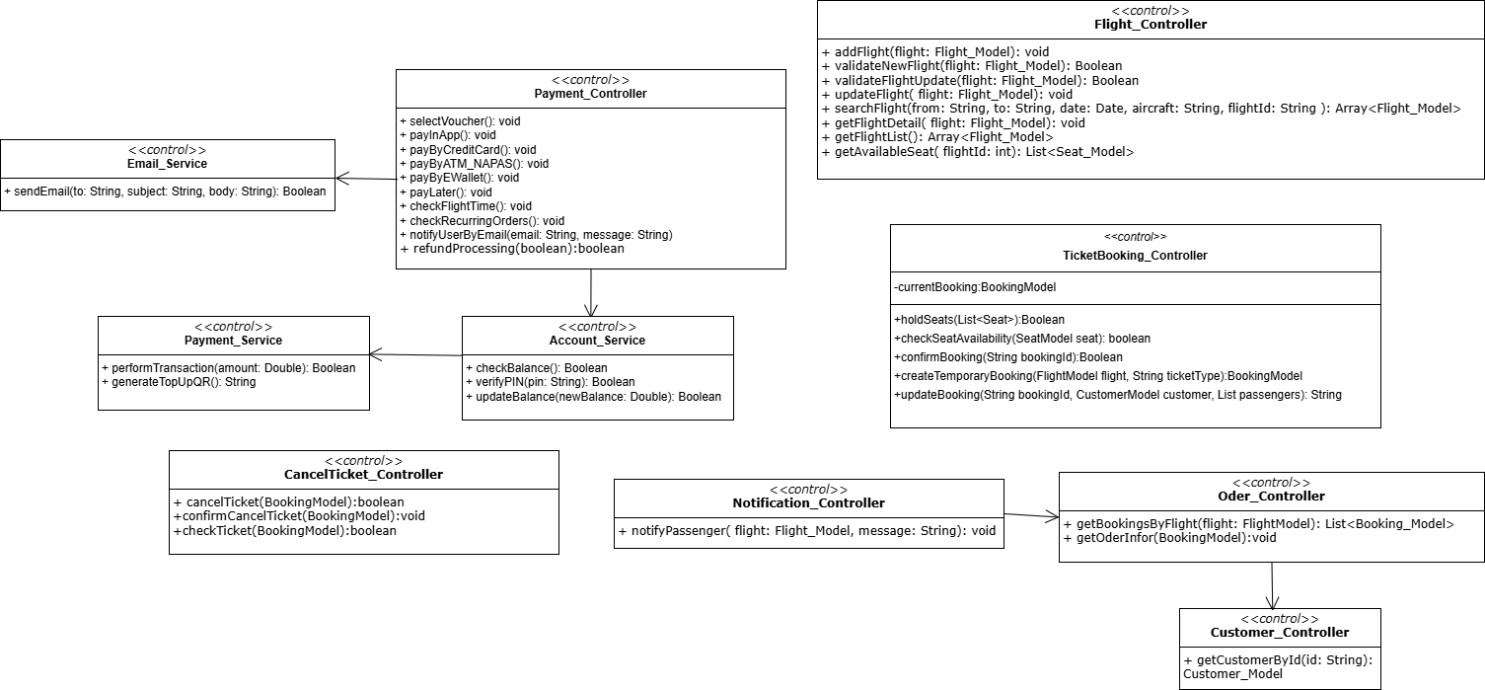 <<control>>
Flight_Controller
+ addFlight(flight: Flight_Model): void
+ validateNewFlight(flight: Flight_Model): Boolean
+ validateFlightUpdate(flight: Flight_Model): Boolean
+ updateFlight( flight: Flight_Model): void
+ searchFlight(from: String, to: String, date: Date, aircraft: String, flightId: String ): Array<Flight_Model>
+ getFlightDetail( flight: Flight_Model): void
+ getFlightList(): Array<Flight_Model>
+ getAvailableSeat( flightId: int): List<Seat_Model>
<<control>>
Payment_Controller
+ selectVoucher(): void
+ payInApp(): void
+ payByCreditCard(): void
+ payByATM_NAPAS(): void
+ payByEWallet(): void
+ payLater(): void
+ checkFlightTime(): void
+ checkRecurringOrders(): void
+ notifyUserByEmail(email: String, message: String)
+ refundProcessing(boolean):boolean
<<control>>
Email_Service
+ sendEmail(to: String, subject: String, body: String): Boolean
<<control>>
TicketBooking_Controller
-currentBooking:BookingModel
+holdSeats(List<Seat>):Boolean
+checkSeatAvailability(SeatModel seat): boolean
+confirmBooking(String bookingId):Boolean
+createTemporaryBooking(FlightModel flight, String ticketType):BookingModel
+updateBooking(String bookingId, CustomerModel customer, List passengers): String
<<control>>
Payment_Service
+ performTransaction(amount: Double): Boolean
+ generateTopUpQR(): String
<<control>>
Account_Service
+ checkBalance(): Boolean
+ verifyPIN(pin: String): Boolean
+ updateBalance(newBalance: Double): Boolean
<<control>>
CancelTicket_Controller
+ cancelTicket(BookingModel):boolean
+confirmCancelTicket(BookingModel):void
+checkTicket(BookingModel):boolean
<<control>>
Notification_Controller
+ notifyPassenger( flight: Flight_Model, message: String): void
<<control>>
Oder_Controller
+ getBookingsByFlight(flight: FlightModel): List<Booking_Model>
+ getOderInfor(BookingModel):void
<<control>>
Customer_Controller
+ getCustomerById(id: String):
Customer_Model